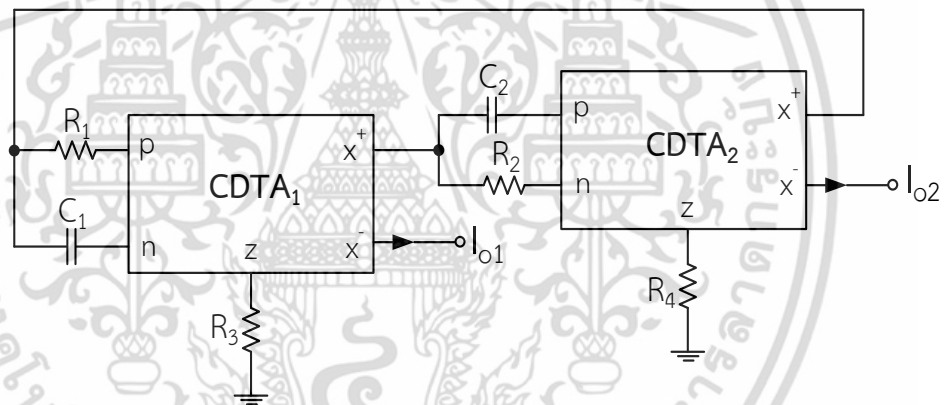 R1
p
C1
n
CDTA1
x+
x-
z
Io1
R3
C2
R2
p
n
CDTA2
x+
x-
z
Io2
R4